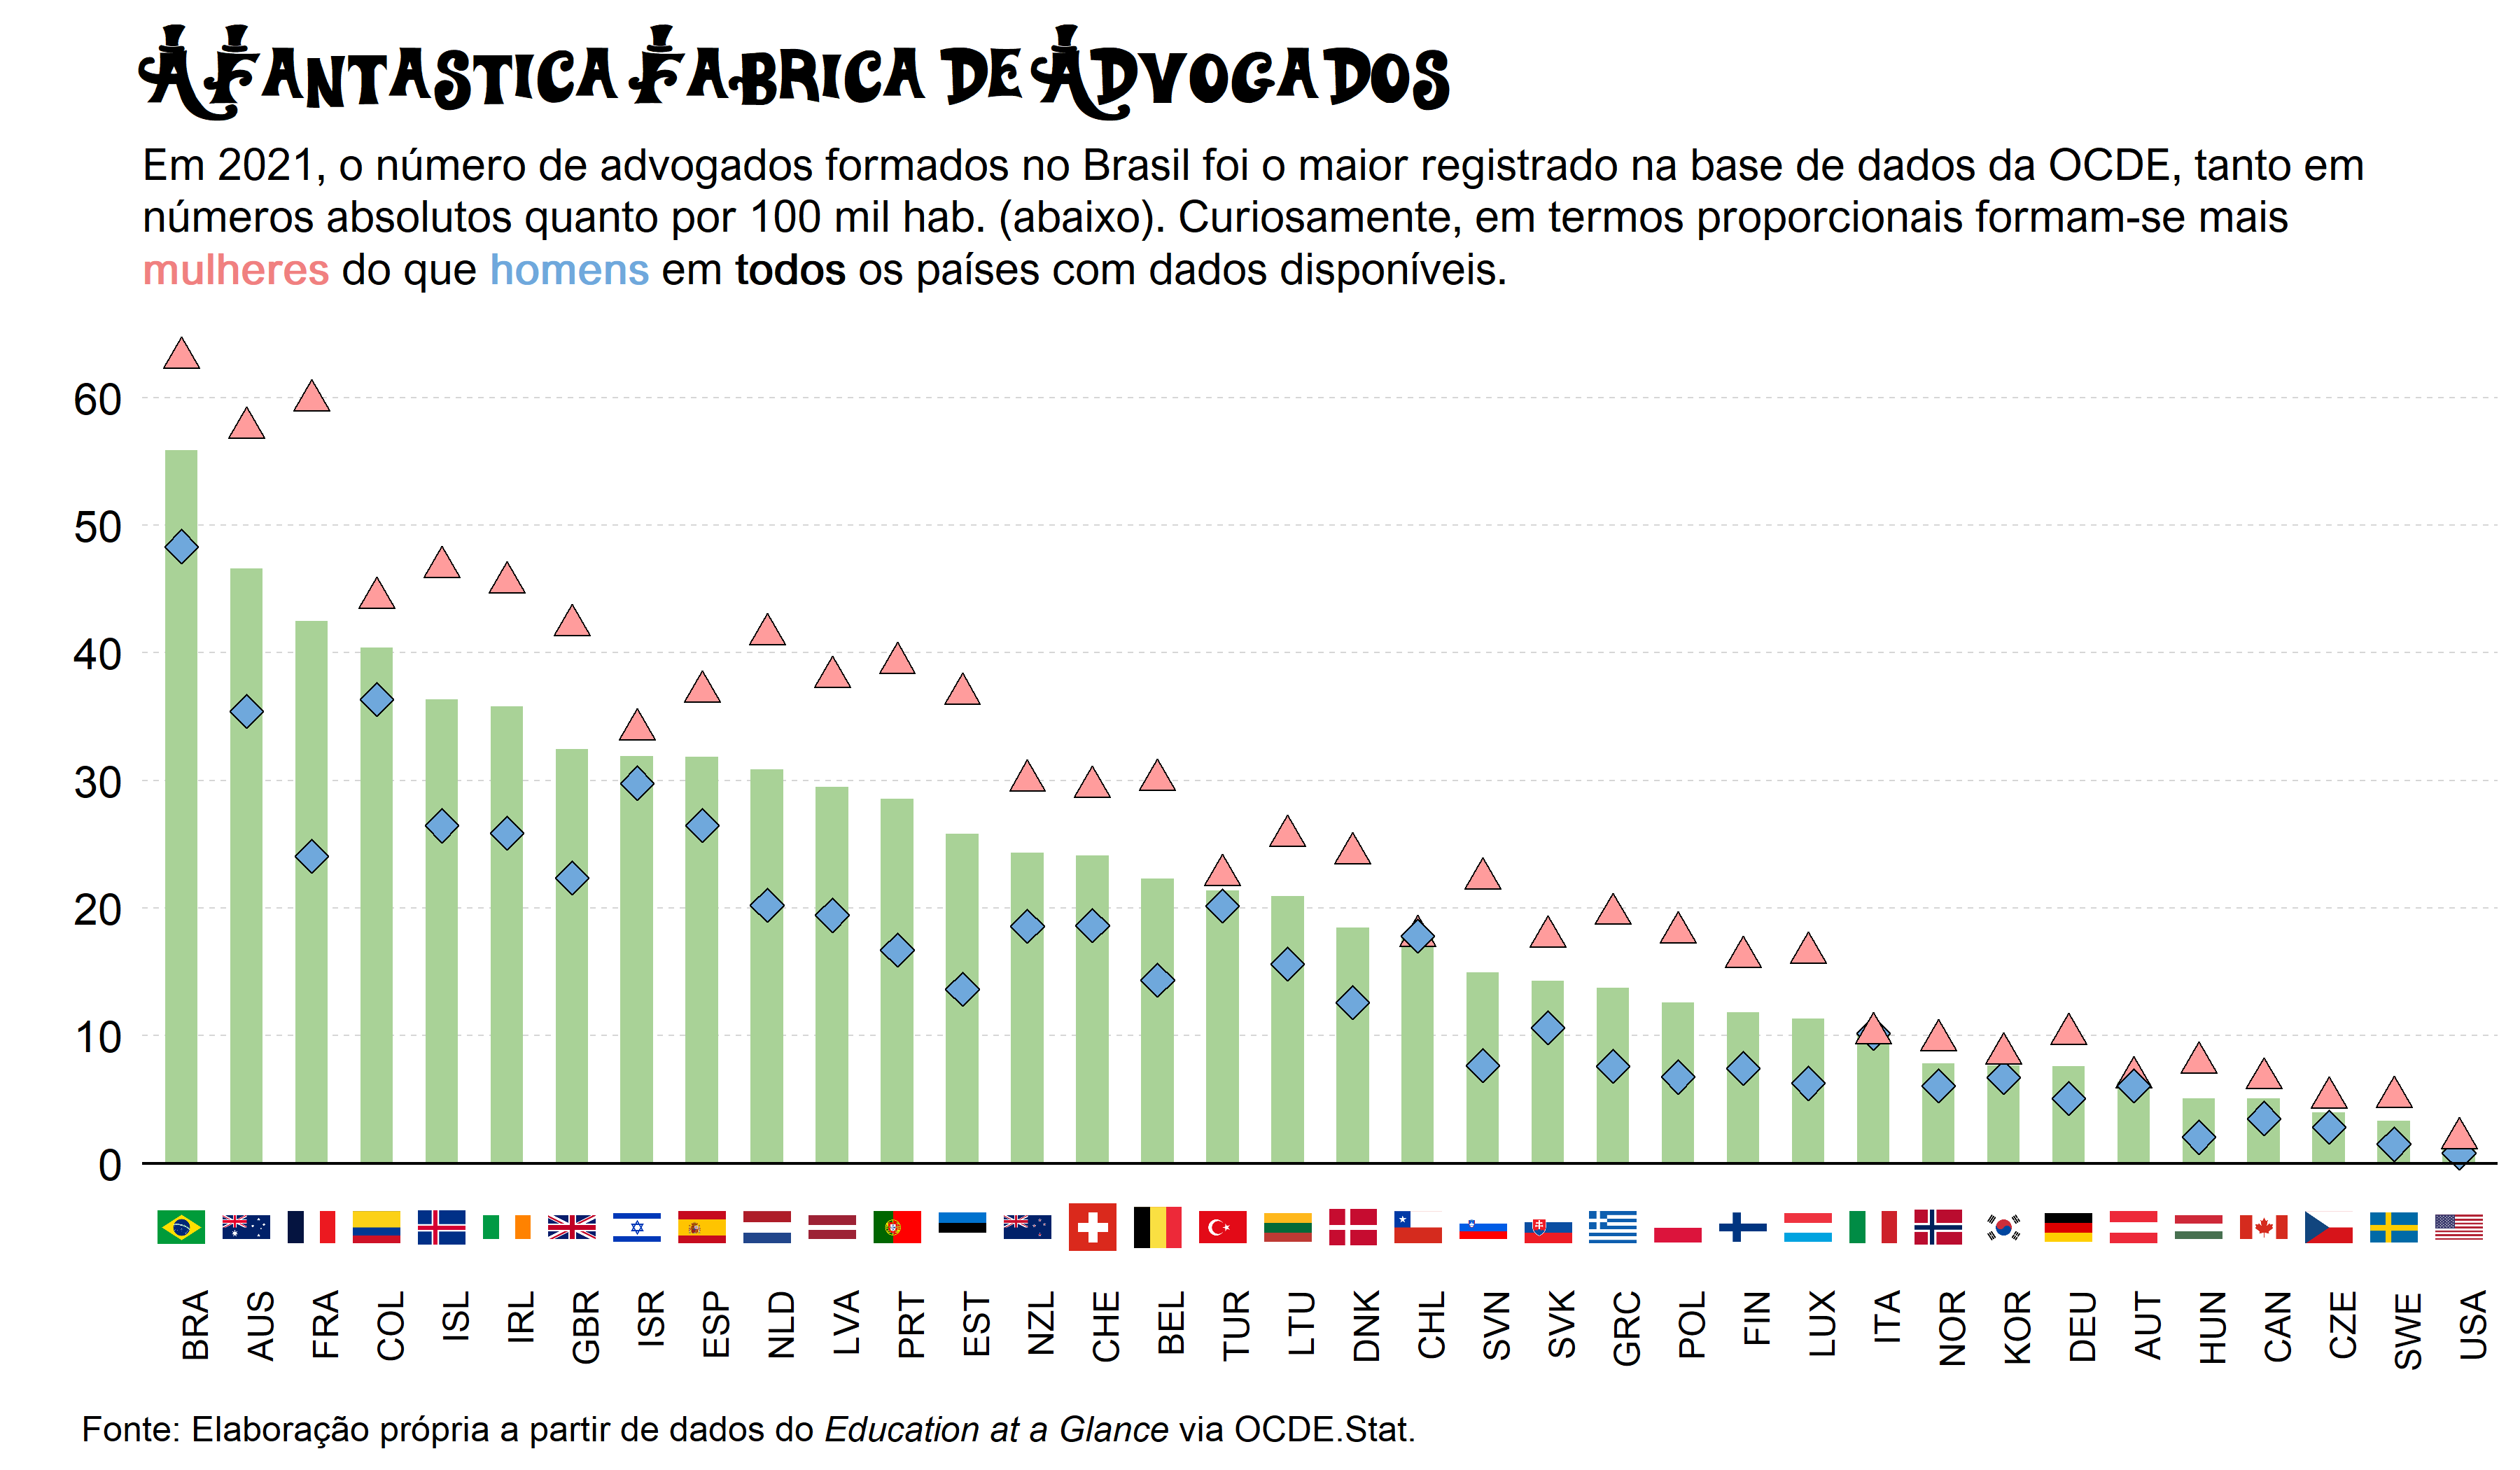 A Fantastica Fabrica de Advogados
Em 2021, o número de advogados formados no Brasil foi o maior registrado na base de dados da OCDE, tanto em
números absolutos quanto por 100 mil hab. (abaixo). Curiosamente, em termos proporcionais formam-se mais
mulheres do que homens em todos os países com dados disponíveis.
60
50
40
30
20
10
0
BRA AUS FRA COL ISL IRL GBR ISR ESP NLD LVA PRT EST NZL CHE BEL TUR LTU DNK CHL SVN SVK GRC POL FIN LUX ITA NOR KOR DEU AUT HUN CAN CZE SWE USA
Fonte: Elaboração própria a partir de dados do Education at a Glance via OCDE.Stat.